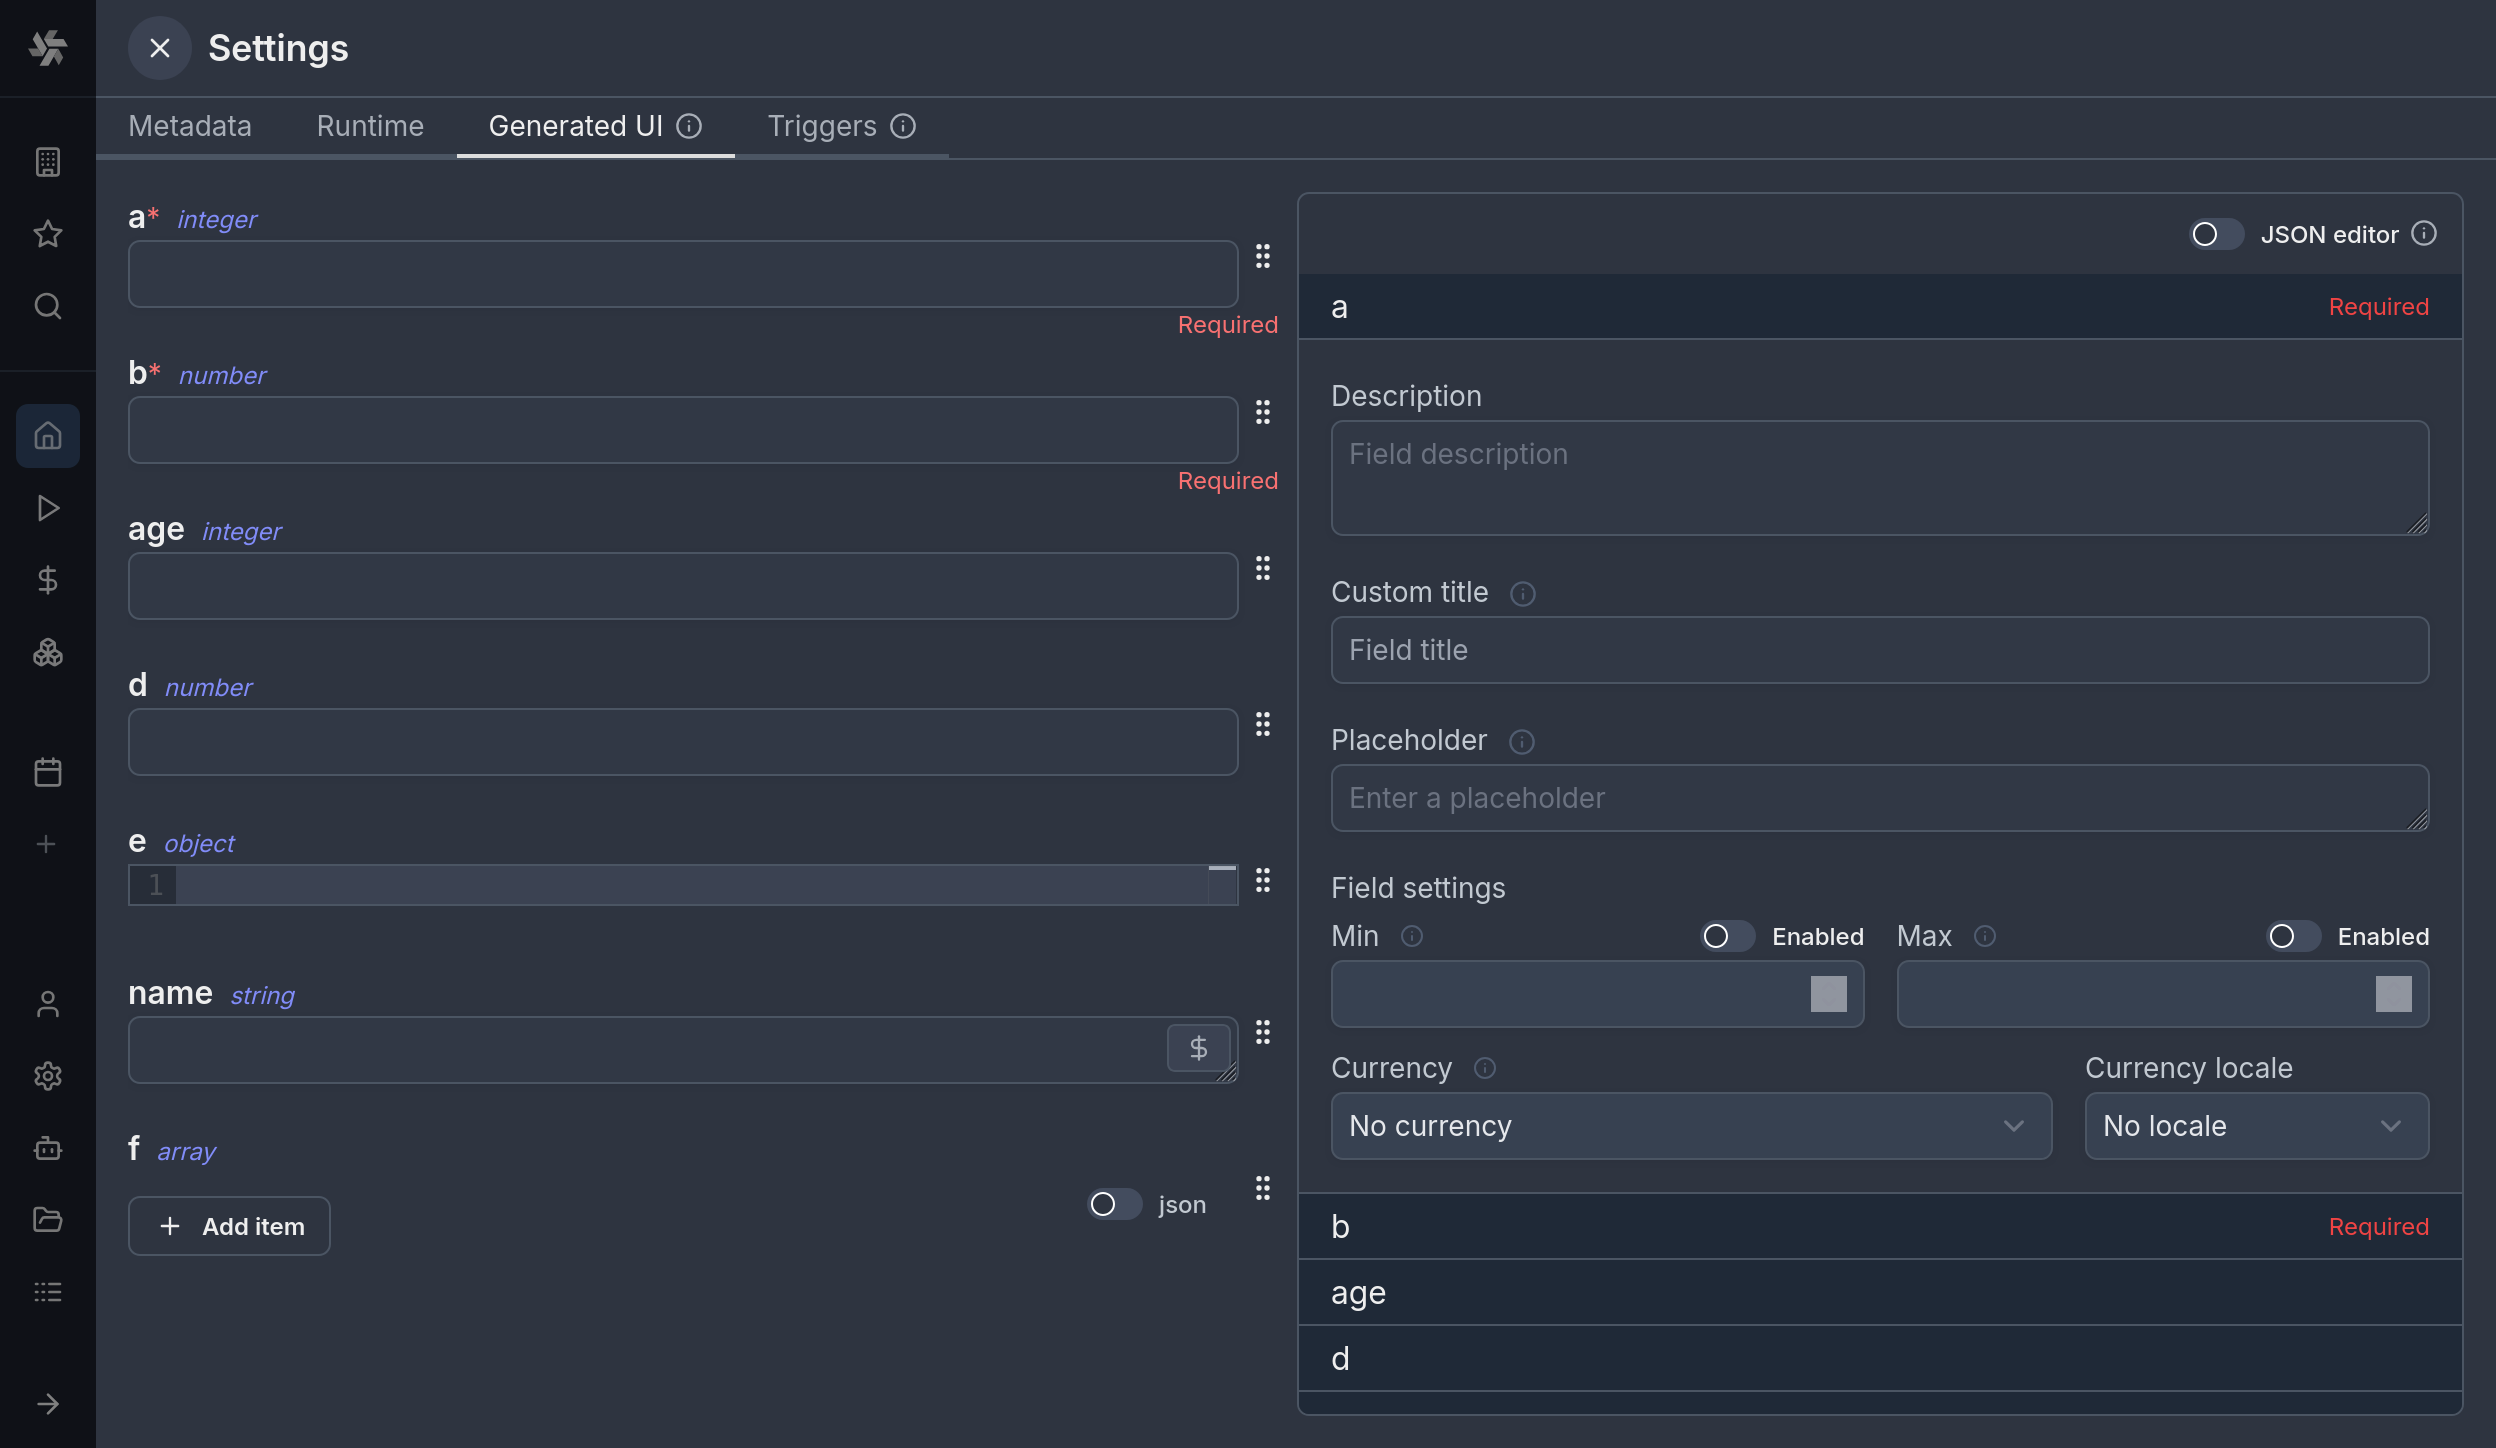 Settings
Metadata
Runtime
Generated UI
Triggers
a* integer
Required
b* number
Required
age integer
d number
e object
1
name string
f array
Add item
json
JSON editor
a Required
Description
Field description
Custom title
Field title
Placeholder
Enter a placeholder
Field settings
Min Enabled Max Enabled
Currency Currency locale
No currency No locale
b Required
age
d